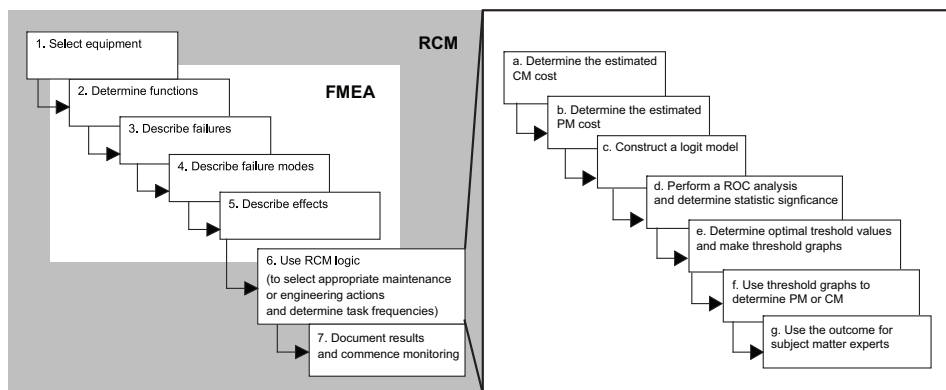 RCM
FMEA
1. Select equipment
2. Determine functions
3. Describe failures
4. Describe failure modes
5. Describe effects
6. Use RCM logic
(to select appropriate maintenance
or engineering actions
and determine task frequencies)
7. Document results
and commence monitoring
a. Determine the estimated
CM cost
b. Determine the estimated
PM cost
c. Construct a logit model
d. Perform a ROC analysis
and determine statistic signficance
e. Determine optimal treshold values
and make threshold graphs
f. Use threshold graphs to
determine PM or CM
g. Use the outcome for
subject matter experts